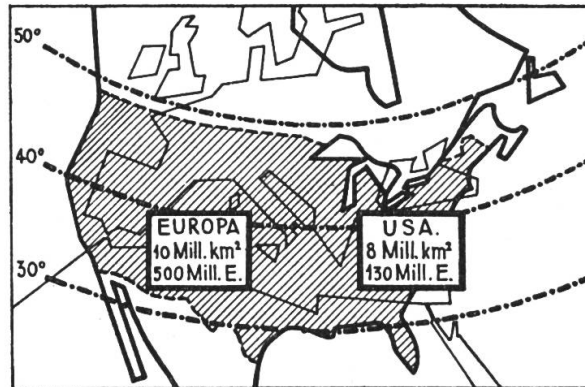 50°
40°
30°
EUROPA
10 Mill. km²
500 Mill. E.
USA.
8 Mill. km²
130 Mill. E.